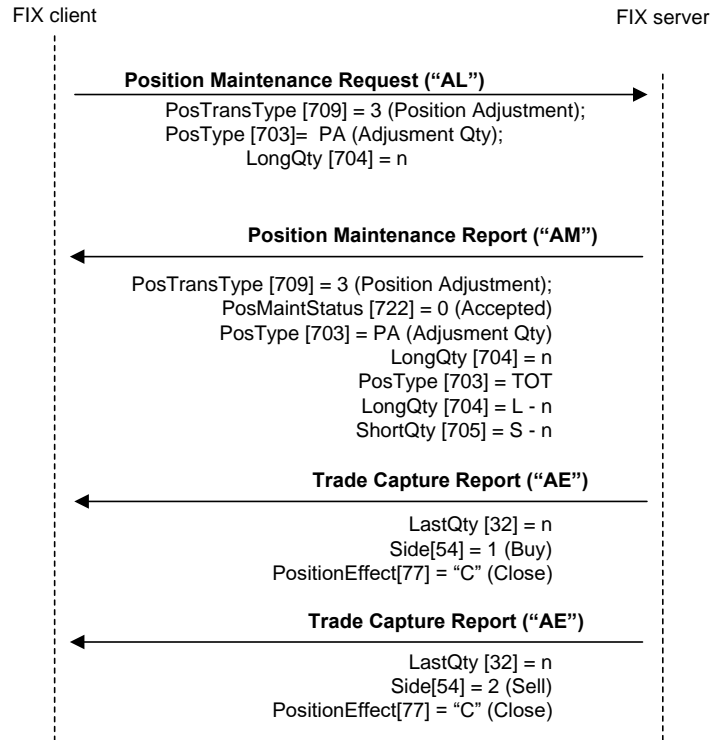 FIX client
FIX server
Position Maintenance Request (“AL”)
PosTransType [709] = 3 (Position Adjustment);
PosType [703]=  PA (Adjusment Qty);
LongQty [704] = n
Position Maintenance Report (“AM”)
PosTransType [709] = 3 (Position Adjustment);
PosMaintStatus [722] = 0 (Accepted)
PosType [703] = PA (Adjusment Qty)
LongQty [704] = n
PosType [703] = TOT
LongQty [704] = L - n
ShortQty [705] = S - n
Trade Capture Report (“AE”)
LastQty [32] = n
Side[54] = 1 (Buy)
PositionEffect[77] = “C” (Close)
Trade Capture Report (“AE”)
LastQty [32] = n
Side[54] = 2 (Sell)
PositionEffect[77] = “C” (Close)